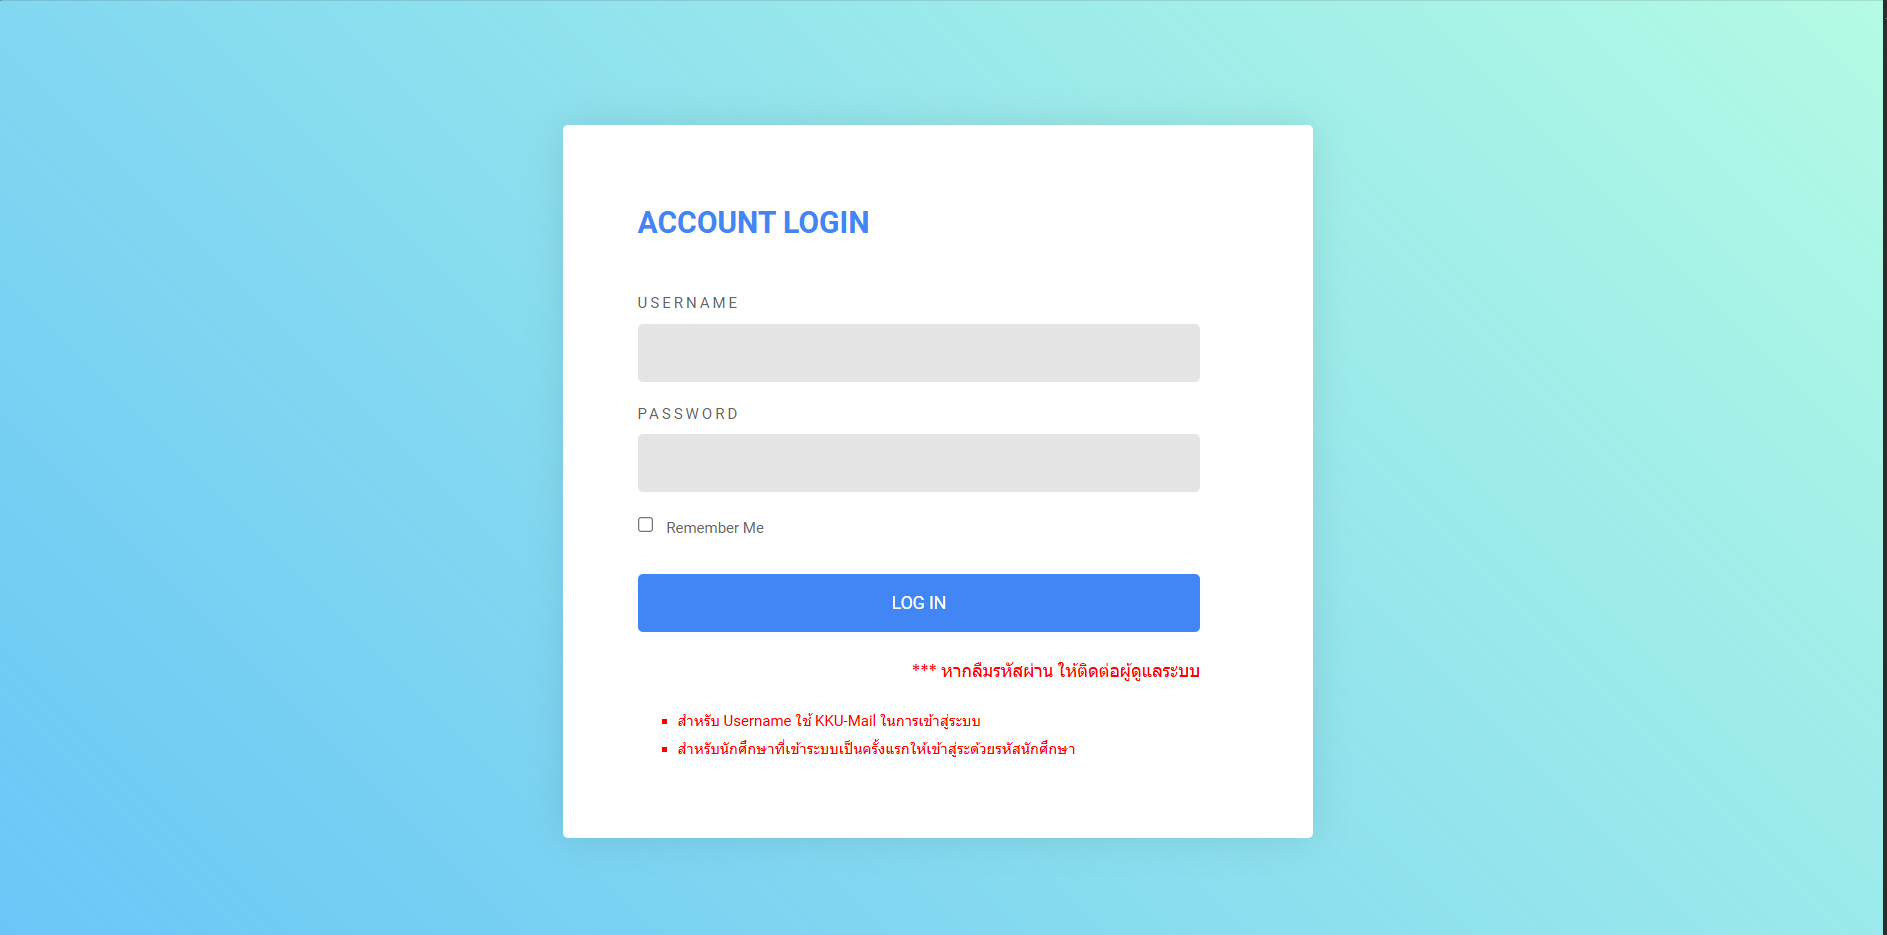 ACCOUNT LOGIN
USERNAME
PASSWORD
Remember Me
LOG IN
*** หากลืมรหัสผ่าน ให้ติดต่อผู้ดูแลระบบ
สำหรับ Username ใช้ KKU-Mail ในการเข้าสู่ระบบ
สำหรับนักศึกษาที่เข้าระบบเป็นครั้งแรกให้เข้าสู่ระด้วยรหัสนักศึกษา